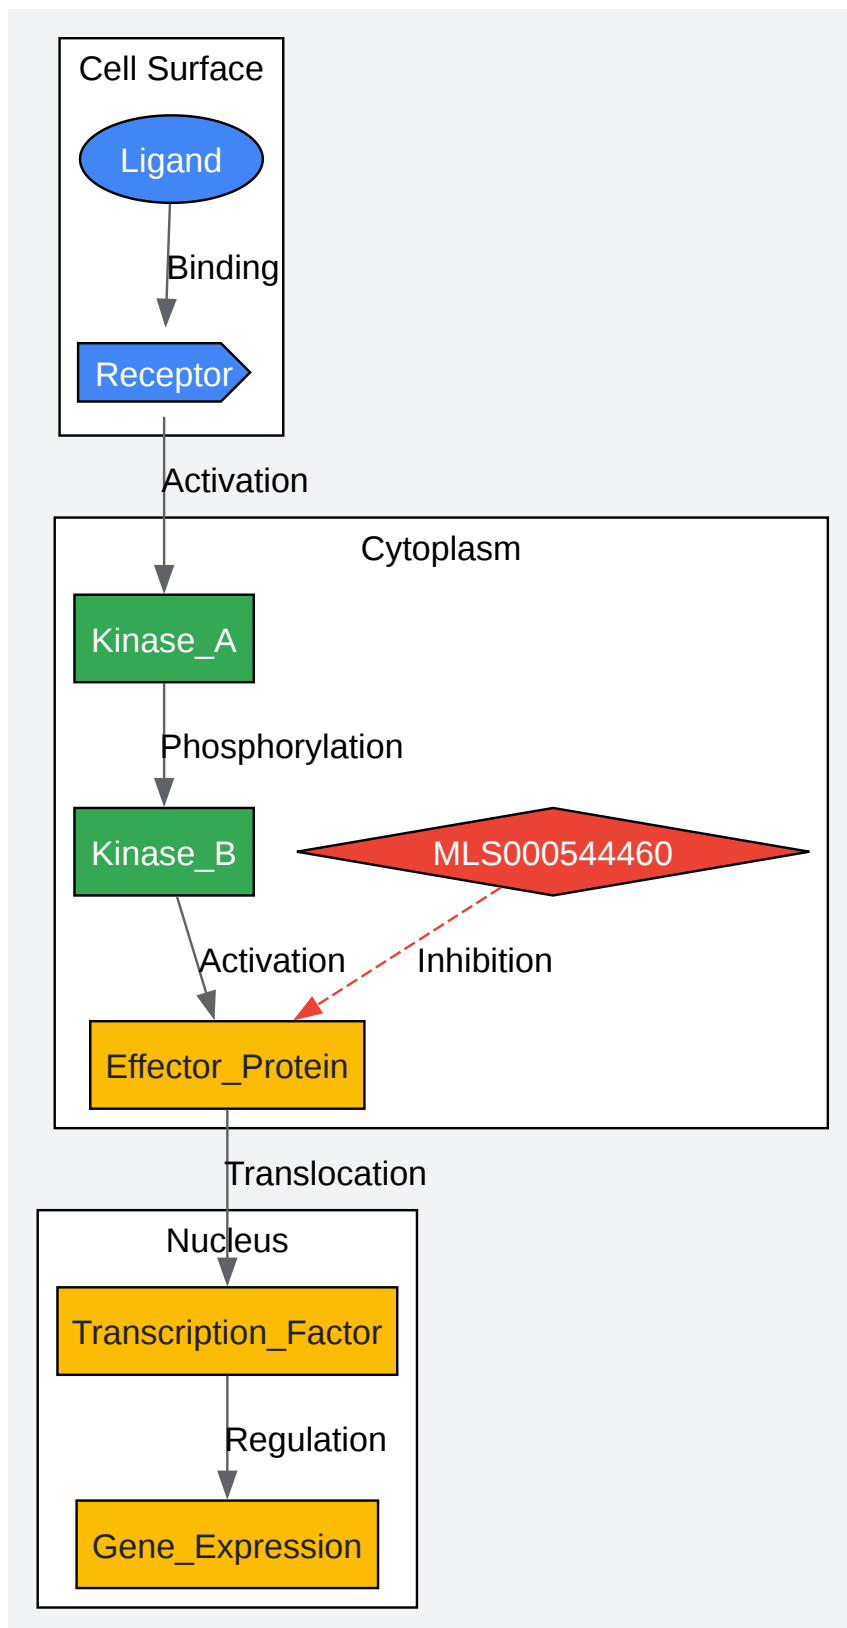 Cell Surface
Ligand
Binding
Receptor
Activation
Cytoplasm
Kinase_A
Phosphorylation
Kinase_B
MLS000544460
Activation
Inhibition
Effector_Protein
Translocation
Nucleus
Transcription_Factor
Regulation
Gene_Expression